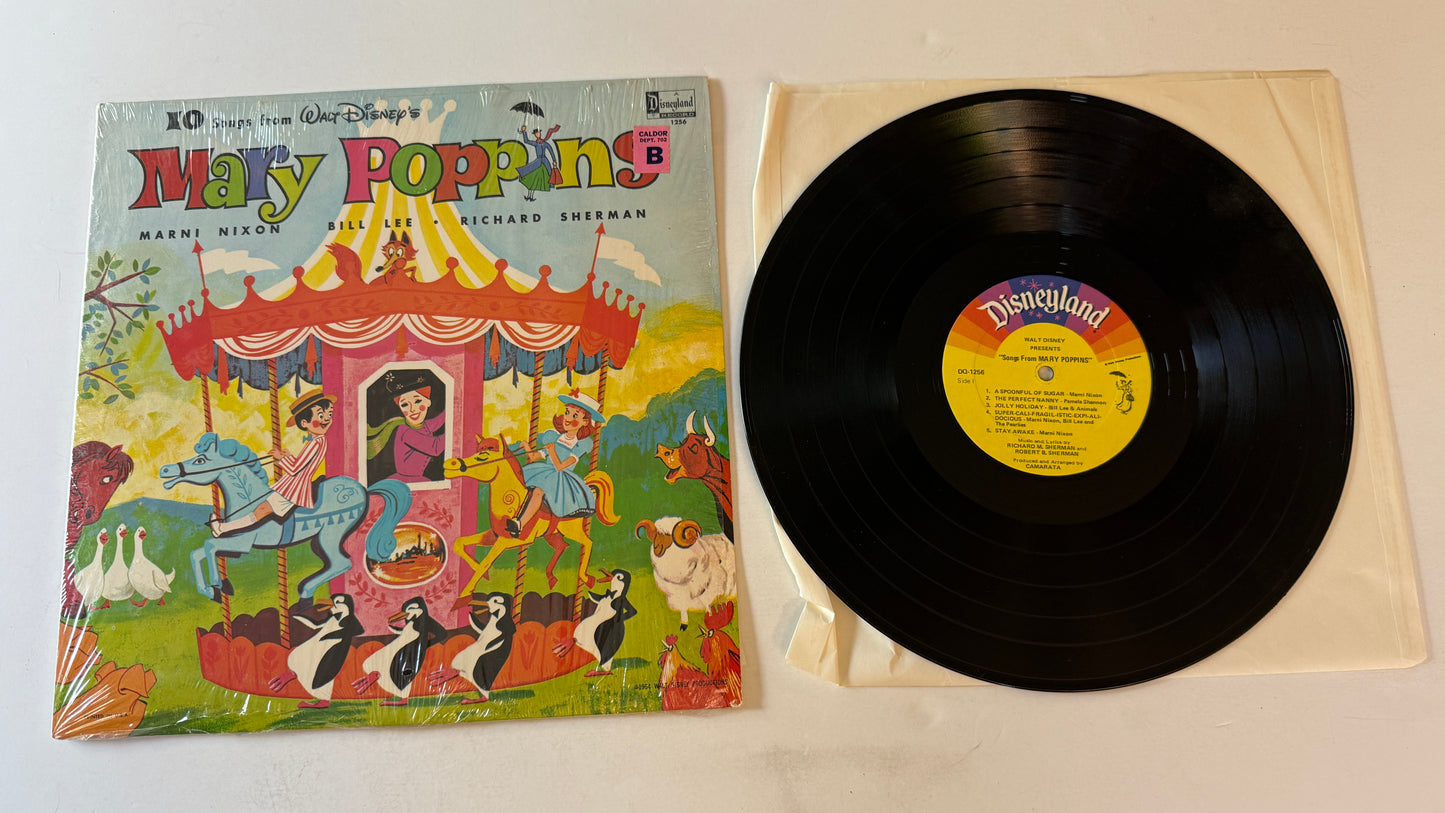 10 Songs from WALT DISNEY'S
Mary Poppins
A
Disneyland
RECORD
1256
CALDOR
DEPT. 702
B
MARNI NIXON BILL LEE • RICHARD SHERMAN
©1964 WALT DISNEY PRODUCTIONS
Disneyland
WALT DISNEY
PRESENTS
"Songs From MARY POPPINS"
DQ-1256
Side I
1. A SPOONFUL OF SUGAR - Marni Nixon
2. THE PERFECT NANNY - Pamela Shannon
3. JOLLY HOLIDAY - Bill Lee & Animals
4. SUPER-CALI-FRAGIL-ISTIC-EXPI-ALI-
DOCIOUS - Marni Nixon, Bill Lee and
The Pearlies
5. STAY AWAKE - Marni Nixon
Music and Lyrics by
RICHARD M. SHERMAN and
ROBERT B. SHERMAN
Produced and Arranged by
CAMARATA